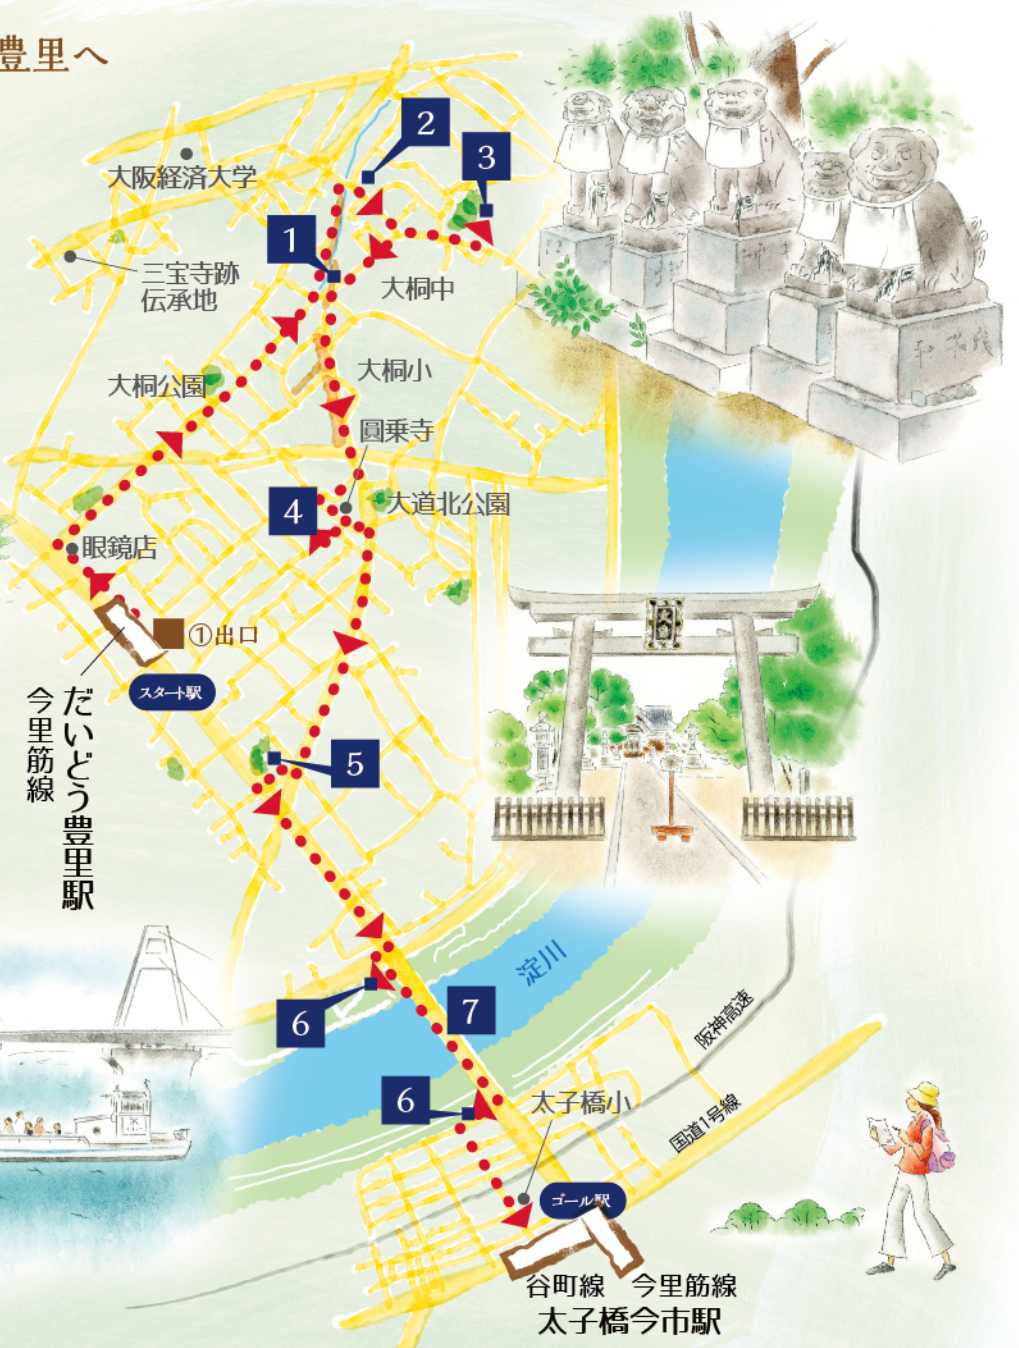 豊里へ
2
3
大阪経済大学
1
三宝寺跡
伝承地
大桐中
大桐小
大桐公園
圓乗寺
4
大道北公園
眼鏡店
①出口
スタート駅
だいどう豊里駅
今里筋線
5
淀川
6
7
阪神高速
6
太子橋小
国道1号線
ゴール駅
谷町線 今里筋線
太子橋今市駅